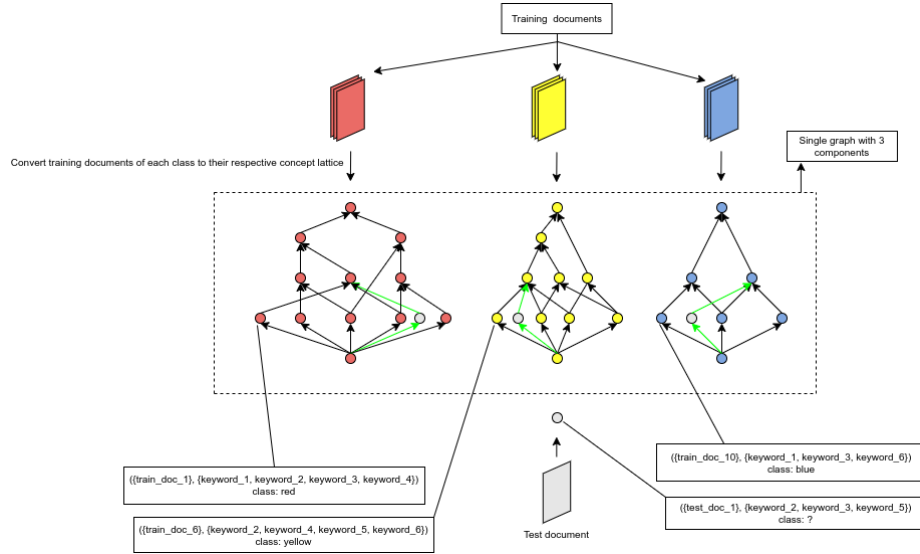 Training documents
Single graph with 3
components
Convert training documents of each class to their respective concept lattice
({train_doc_1}, {keyword_1, keyword_2, keyword_3, keyword_4})
class: red
({train_doc_6}, {keyword_2, keyword_4, keyword_5, keyword_6})
class: yellow
({train_doc_10}, {keyword_1, keyword_3, keyword_6})
class: blue
({test_doc_1}, {keyword_2, keyword_3, keyword_5})
class: ?
Test document